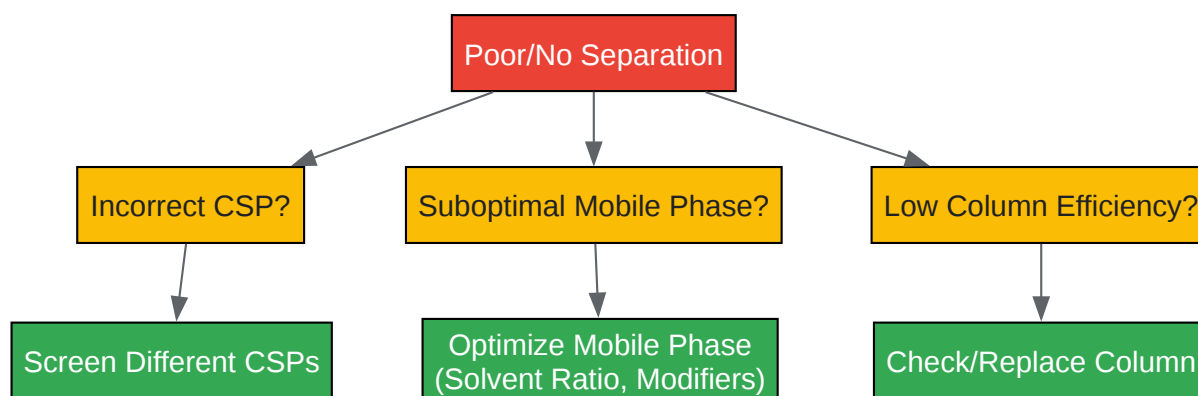 Poor/No Separation
Incorrect CSP?
Suboptimal Mobile Phase?
Low Column Efficiency?
Screen Different CSPs
Optimize Mobile Phase
(Solvent Ratio, Modifiers)
Check/Replace Column